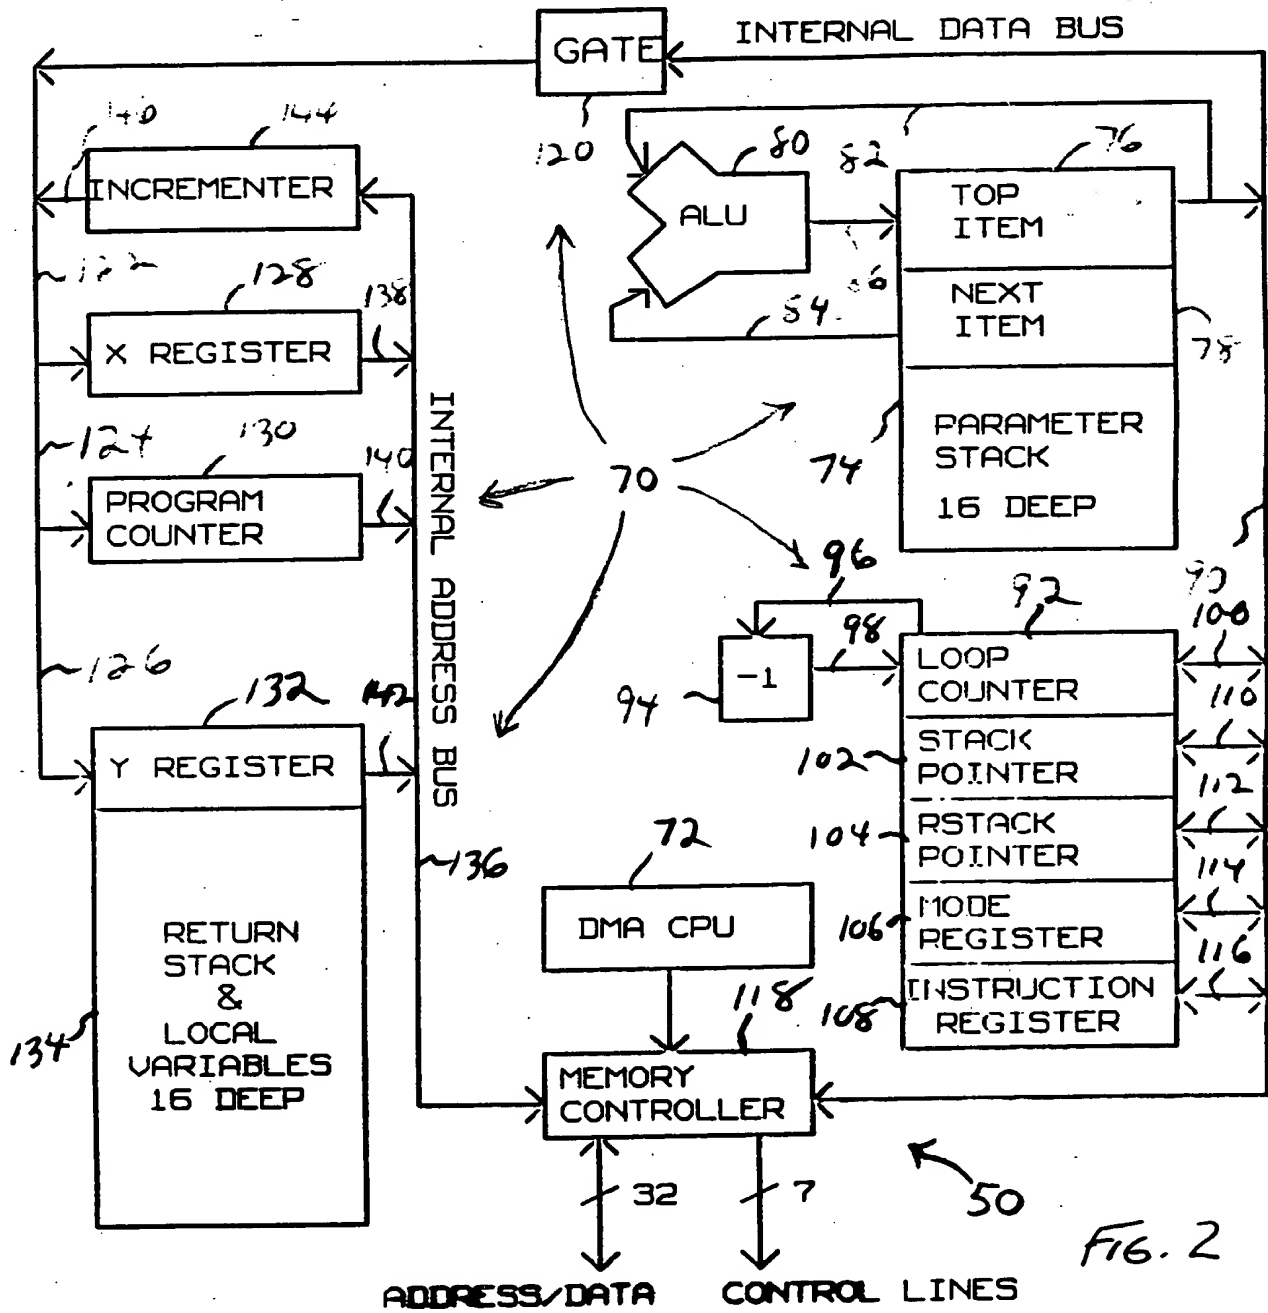 INTERNAL DATA BUS
GATE
120
144
INCREMENTER
128
138
X REGISTER
124
130
140
PROGRAM
COUNTER
126
132
142
Y REGISTER
134
RETURN
STACK
&
LOCAL
VARIABLES
16 DEEP
INTERNAL ADDRESS BUS
136
80
ALU
82
84
76
TOP
ITEM
NEXT
ITEM
78
74
PARAMETER
STACK
16 DEEP
70
90
96
92
94
-1
98
LOOP
COUNTER
100
102
STACK
POINTER
110
104
RSTACK
POINTER
112
106
MODE
REGISTER
114
108
INSTRUCTION
REGISTER
116
72
DMA CPU
118
MEMORY
CONTROLLER
32
7
ADDRESS/DATA
CONTROL LINES
50
FIG. 2